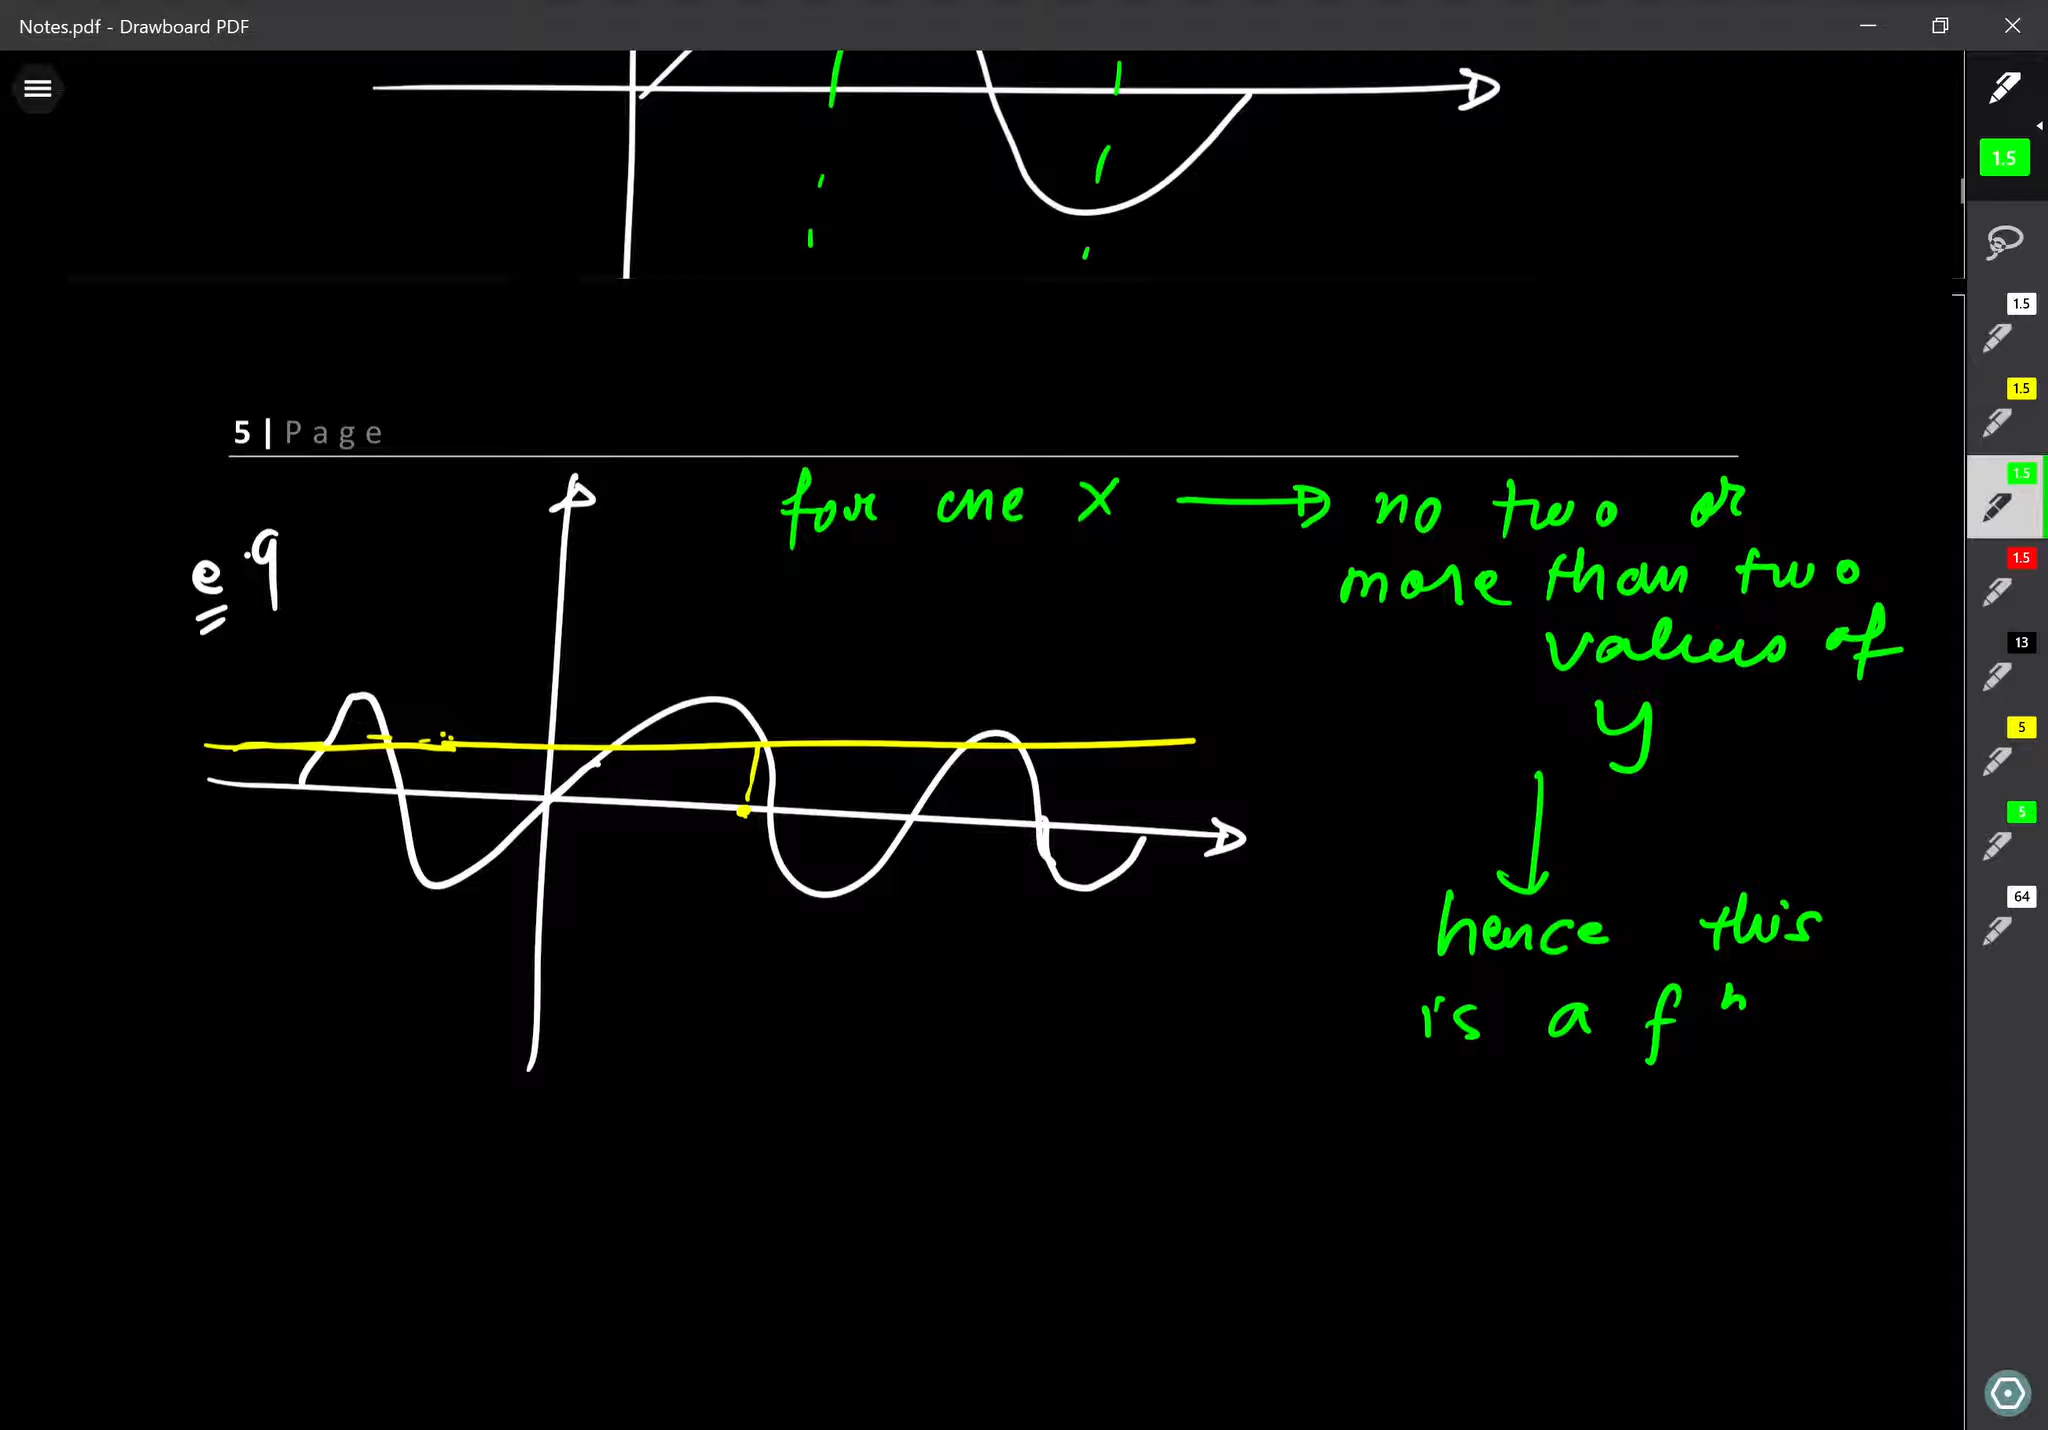 Notes.pdf - Drawboard PDF
1.5
1.5
1.5
1.5
1.5
13
5
5
64
5 | Page
e.g
for one x → no two or
more than two
values of
y
hence this
is a fⁿ